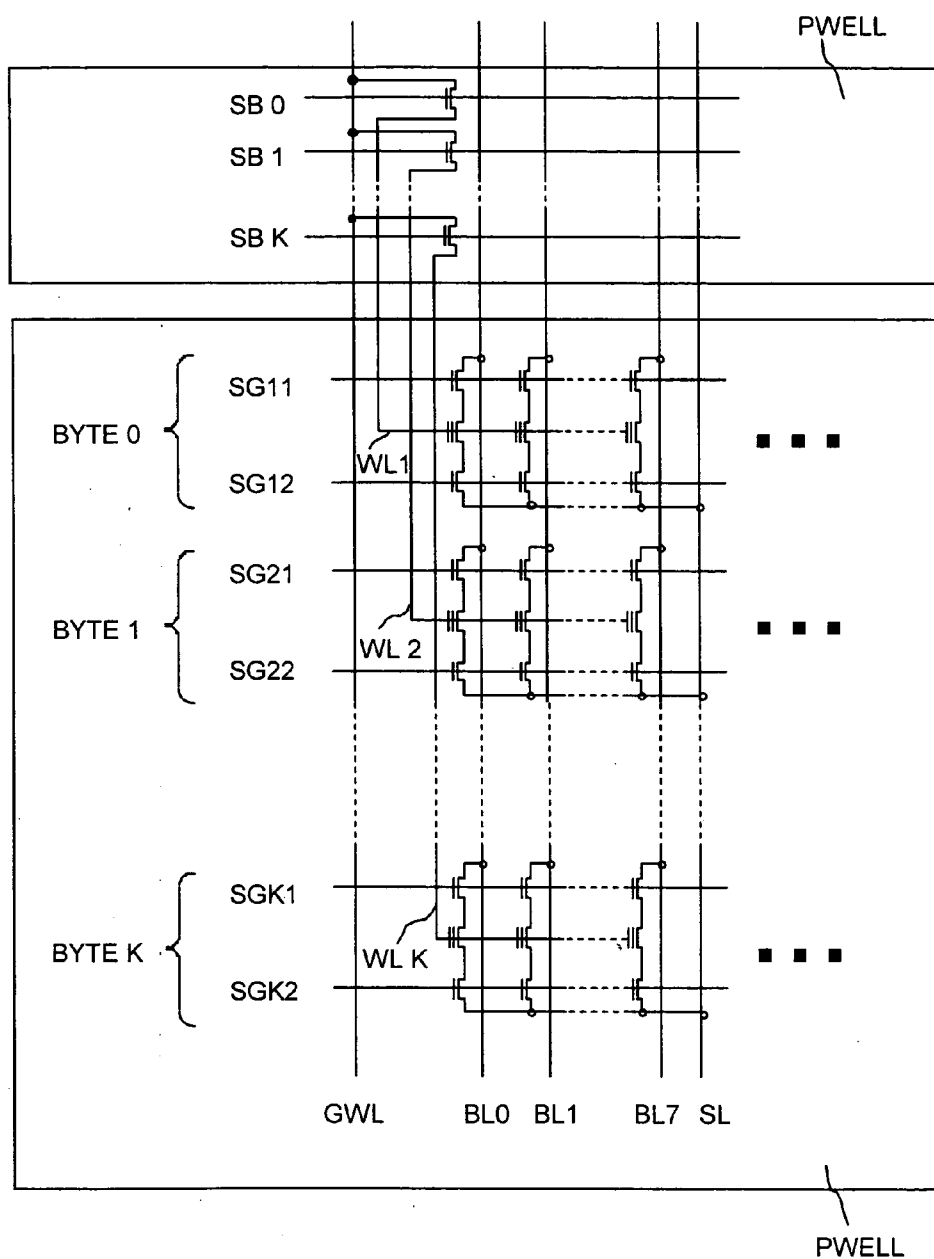 PWELL
SB 0
SB 1
SB K
SG11
BYTE 0
WL1
SG12
SG21
BYTE 1
WL 2
SG22
SGK1
BYTE K
WL K
SGK2
GWL BL0 BL1 BL7 SL
PWELL